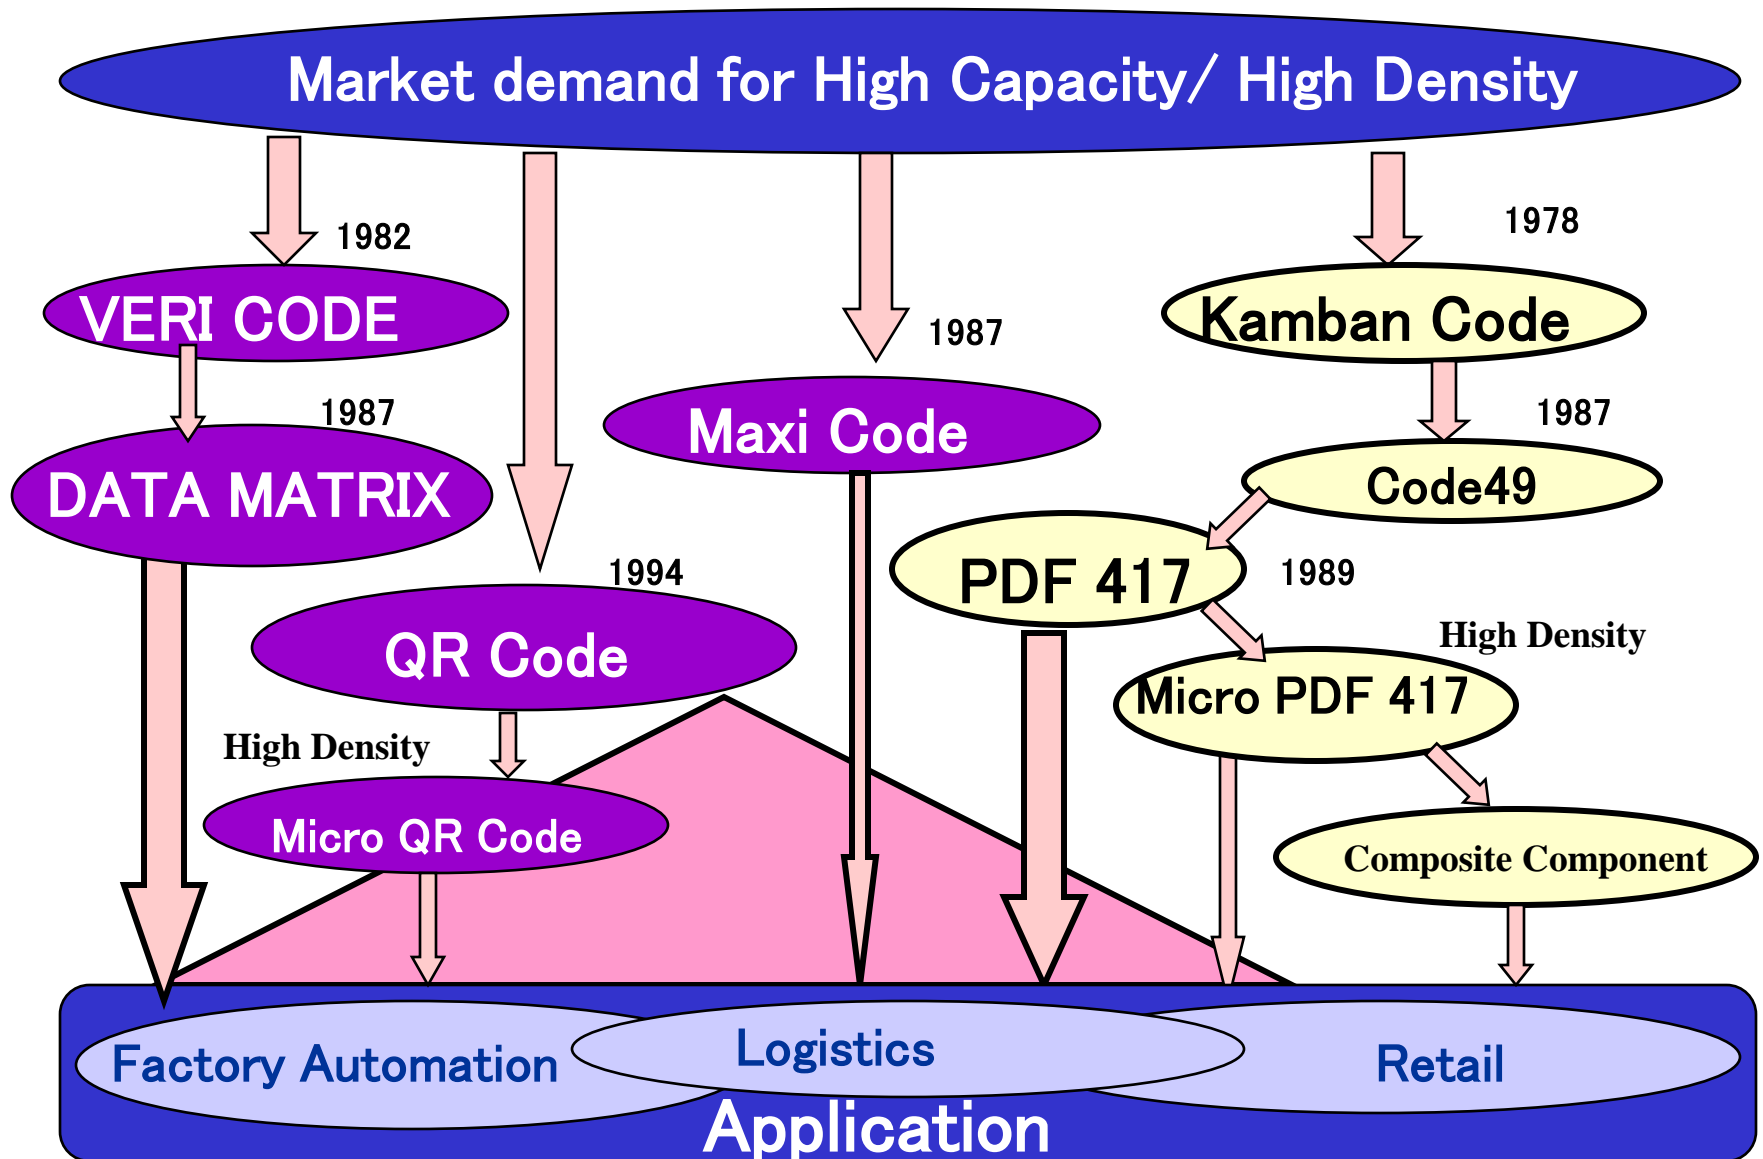 Market demand for High Capacity/ High Density
1982
1978
VERI CODE
1987
Kamban Code
1987
1987
Maxi Code
DATA MATRIX
Code49
1994
PDF 417
1989
QR Code
High Density
Micro PDF 417
High Density
Micro QR Code
Composite Component
Factory Automation
Logistics
Retail
Application